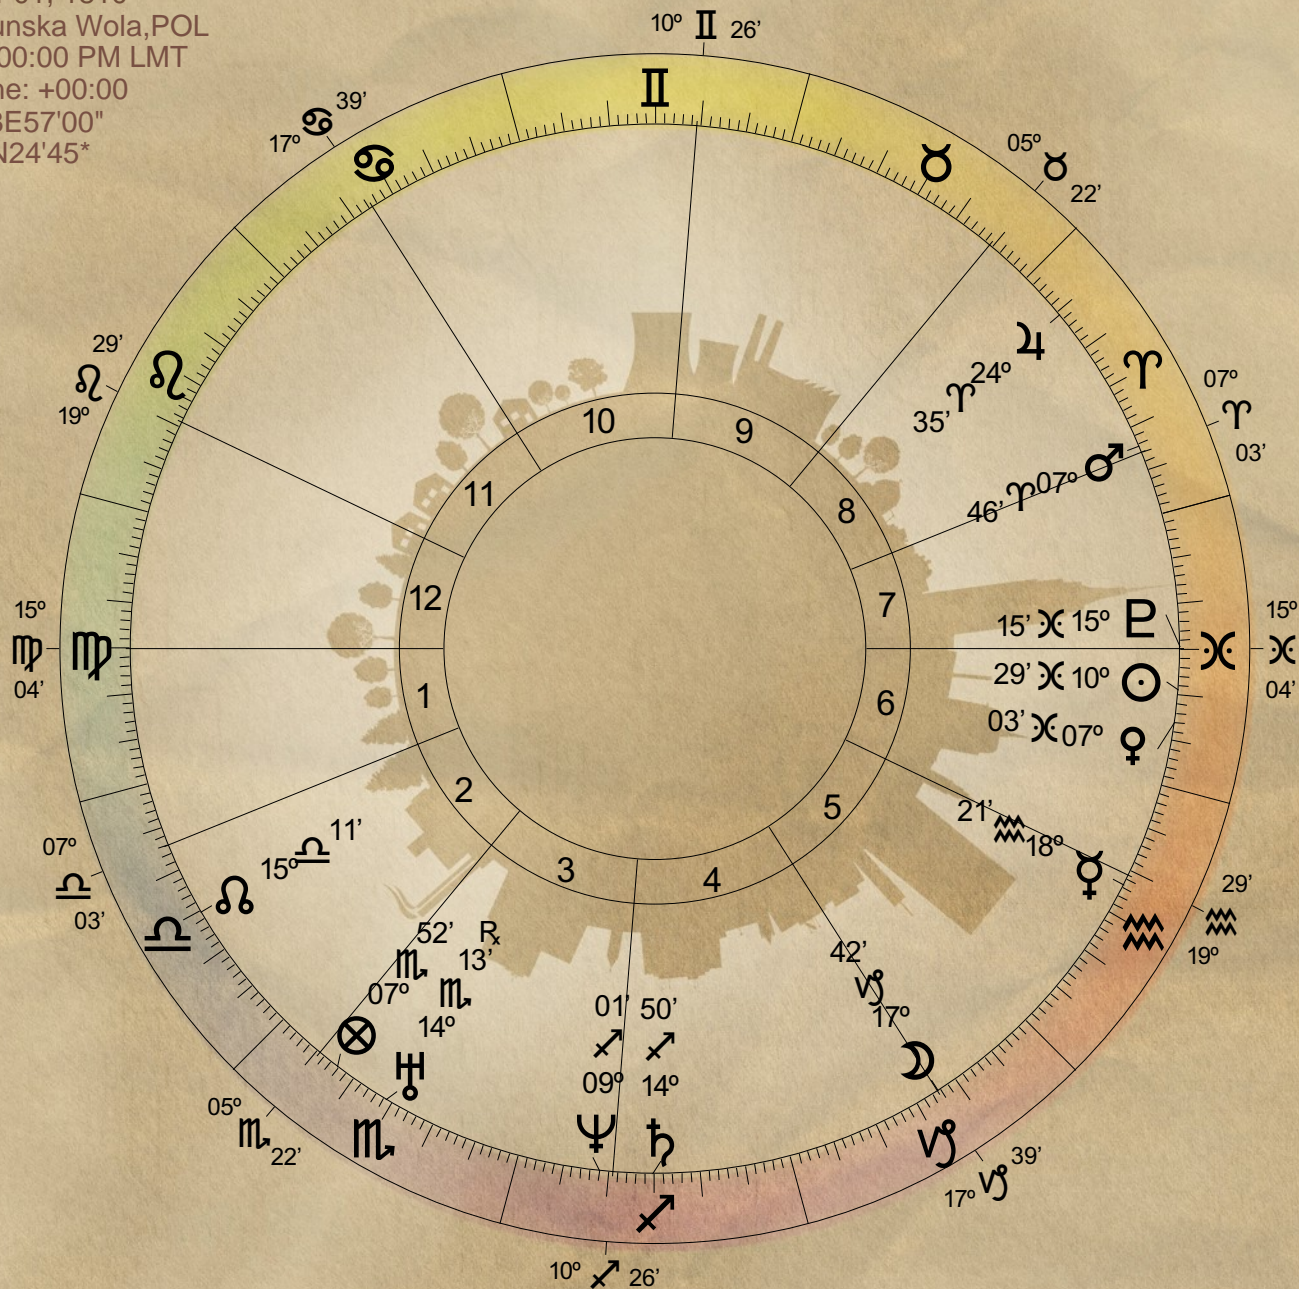 unska Wola,POL
00:00 PM LMT
ne: +00:00
E57'00"
N24'45*
10º ♊ 26’
♋ 39’
17º
05º
♉
22’
29’
♌
19º
07º
♈
03’
15º
♍
04’
15º
♓
04’
07º
♎
03’
29’
♒
19º
05º
♏ 22’
39’
17º ♑
10º ♐ 26’
♊
♋
♉
♌
♈
♍
♓
♎
♒
♏
♑
♐
10
9
11
8
12
7
1
6
2
5
3
4
♃
24º
♈
35’
♂
07º
♈
46’
15’ ♓ 15º ♇
29’ ♓ 10º ☉
03’ ♓ 07º ♀
21’
♒
18º
☿
42’
♑
17º
☽
50’
♐
14º
♄
01’
♐
09º
♆
℞
13’
♏
14º
♅
52’
♏
07º
⊗
11’
♎
15º
☊